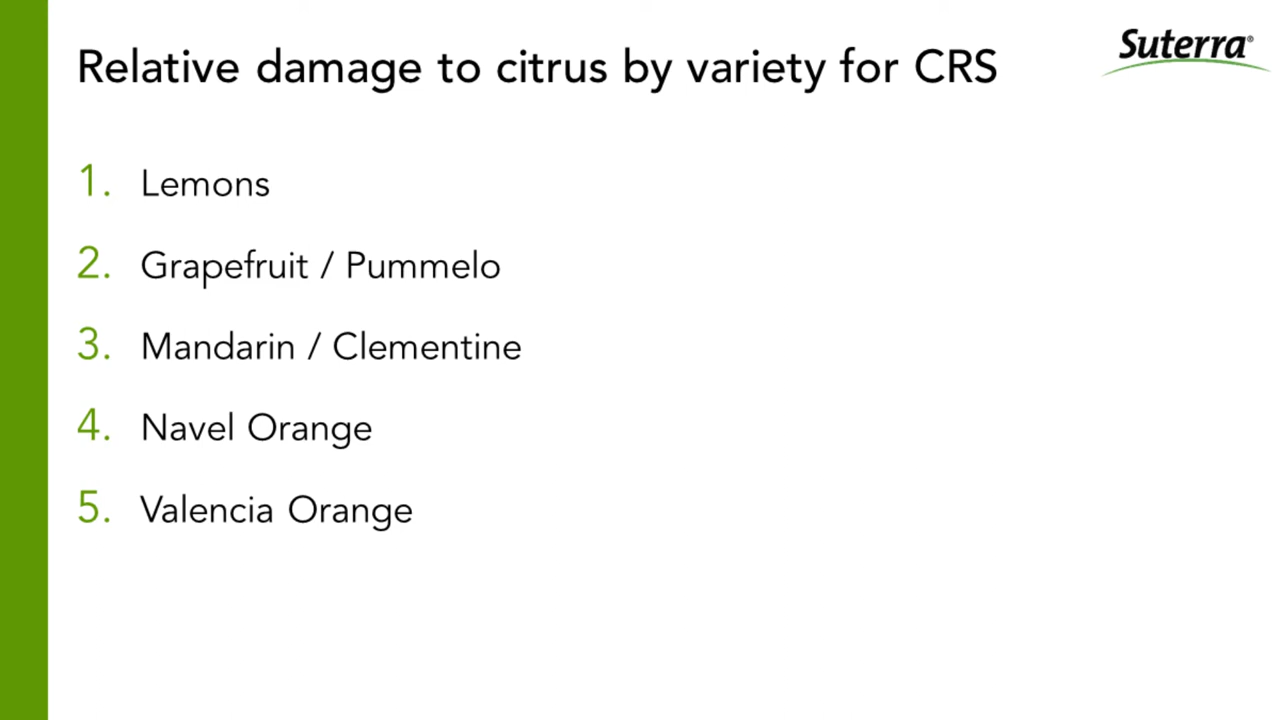 Relative damage to citrus by variety for CRS
Suterra®
1. Lemons
2. Grapefruit / Pummelo
3. Mandarin / Clementine
4. Navel Orange
5. Valencia Orange